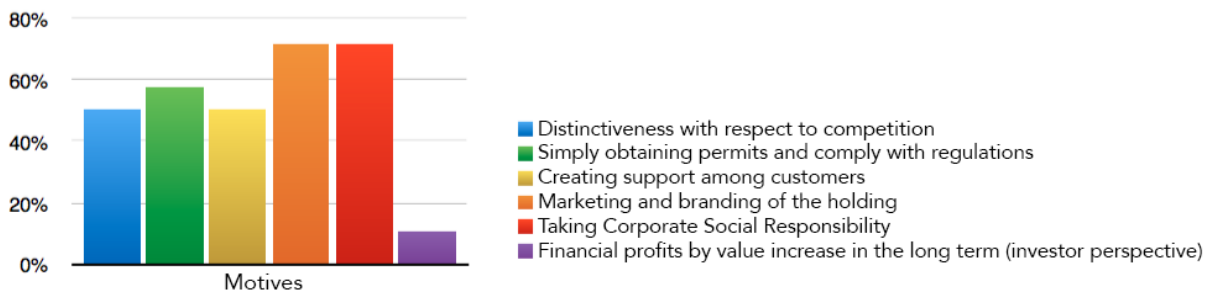 80%
60%
40%
20%
0%
Motives
Distinctiveness with respect to competition
Simply obtaining permits and comply with regulations
Creating support among customers
Marketing and branding of the holding
Taking Corporate Social Responsibility
Financial profits by value increase in the long term (investor perspective)